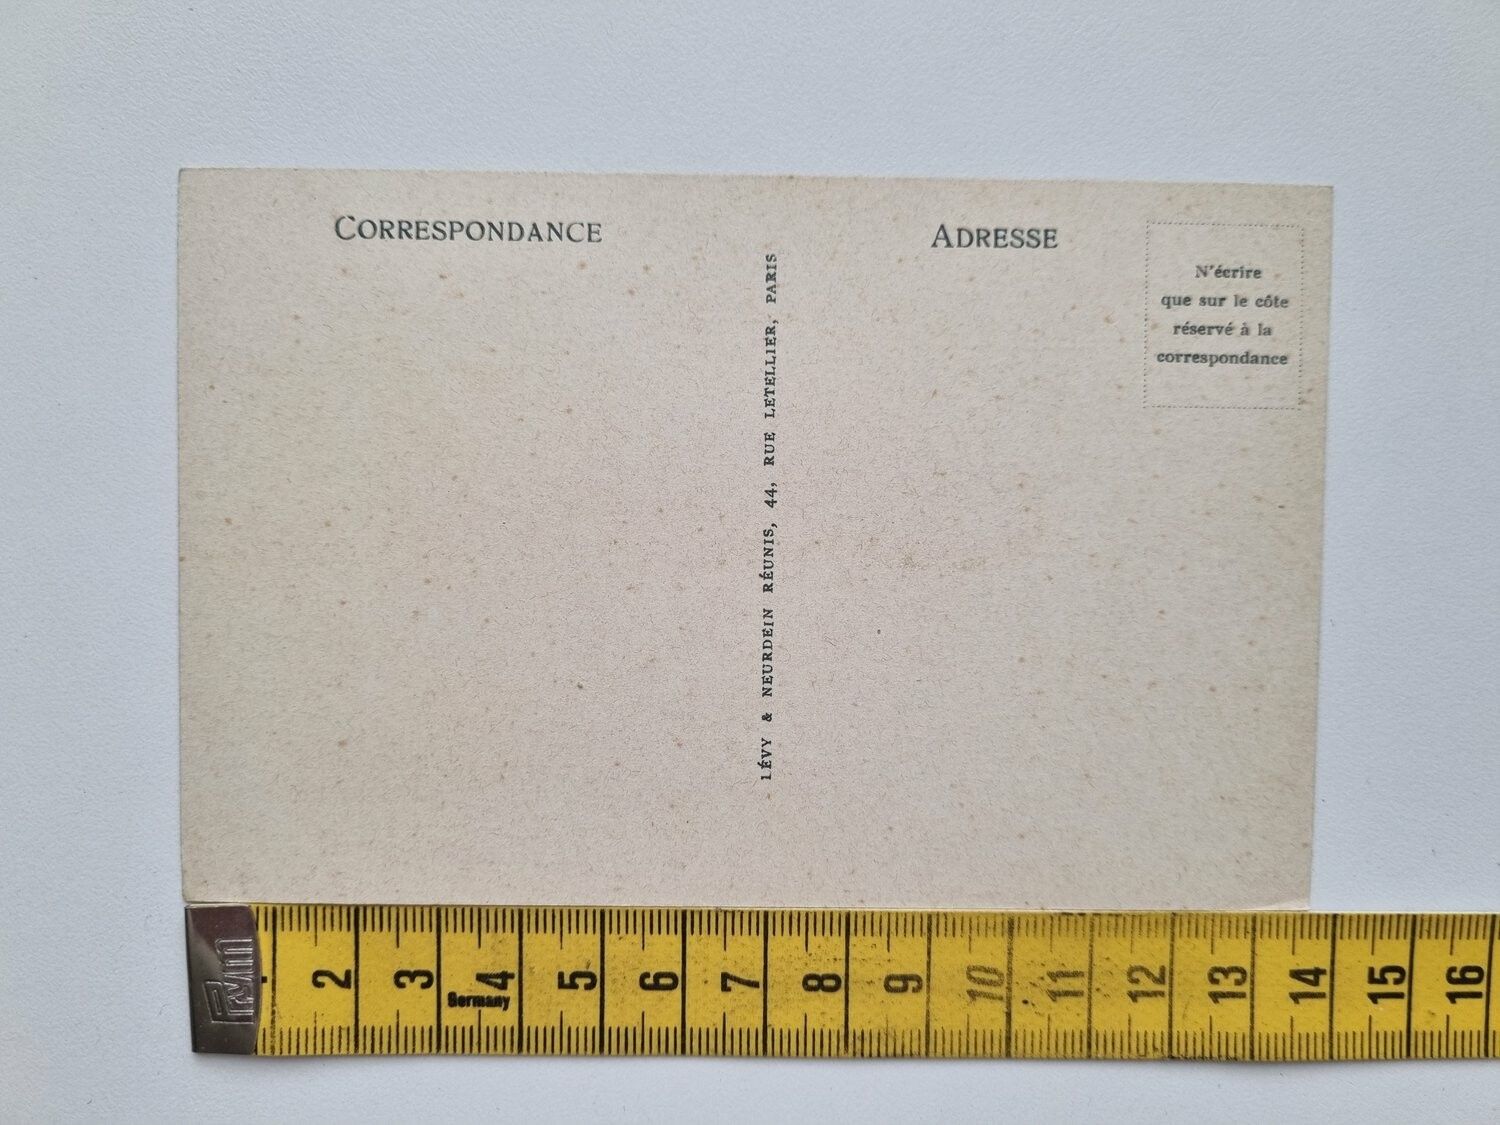 CORRESPONDANCE
ADRESSE
N'écrire
que sur le côte
réservé à la
correspondance
LÉVY & NEURDEIN RÉUNIS, 44, RUE LETELLIER, PARIS
2 3 4 5 6 7 8 9 10 11 12 13 14 15 16
Germany